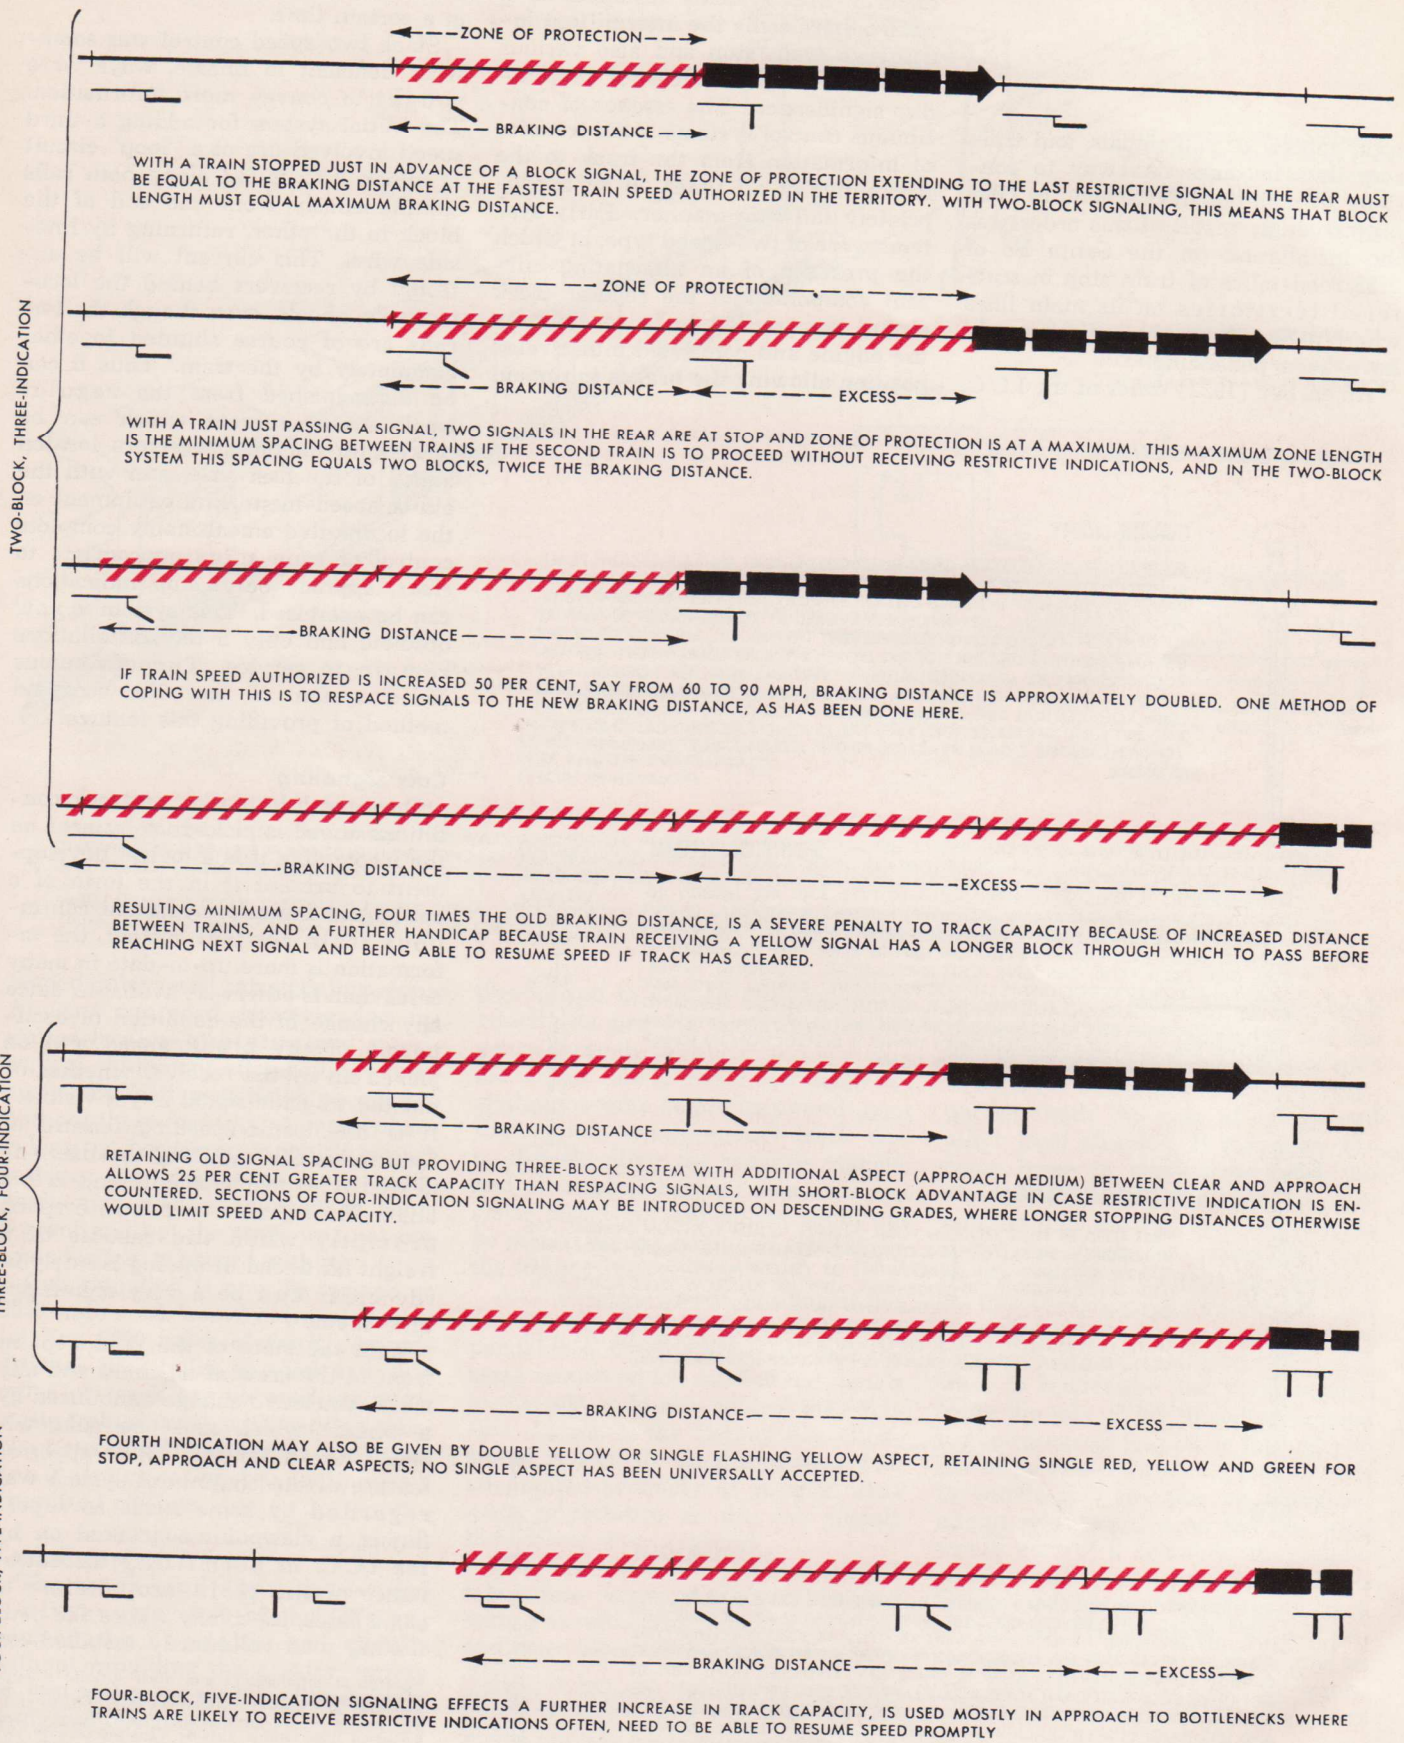 ZONE OF PROTECTION
BRAKING DISTANCE
WITH A TRAIN STOPPED JUST IN ADVANCE OF A BLOCK SIGNAL, THE ZONE OF PROTECTION EXTENDING TO THE LAST RESTRICTIVE SIGNAL IN THE REAR MUST
BE EQUAL TO THE BRAKING DISTANCE AT THE FASTEST TRAIN SPEED AUTHORIZED IN THE TERRITORY. WITH TWO-BLOCK SIGNALING, THIS MEANS THAT BLOCK
LENGTH MUST EQUAL MAXIMUM BRAKING DISTANCE.
TWO-BLOCK, THREE-INDICATION
ZONE OF PROTECTION
BRAKING DISTANCE
EXCESS
WITH A TRAIN JUST PASSING A SIGNAL, TWO SIGNALS IN THE REAR ARE AT STOP AND ZONE OF PROTECTION IS AT A MAXIMUM. THIS MAXIMUM ZONE LENGTH
IS THE MINIMUM SPACING BETWEEN TRAINS IF THE SECOND TRAIN IS TO PROCEED WITHOUT RECEIVING RESTRICTIVE INDICATIONS, AND IN THE TWO-BLOCK
SYSTEM THIS SPACING EQUALS TWO BLOCKS, TWICE THE BRAKING DISTANCE.
BRAKING DISTANCE
IF TRAIN SPEED AUTHORIZED IS INCREASED 50 PER CENT, SAY FROM 60 TO 90 MPH, BRAKING DISTANCE IS APPROXIMATELY DOUBLED. ONE METHOD OF
COPING WITH THIS IS TO RESPACE SIGNALS TO THE NEW BRAKING DISTANCE, AS HAS BEEN DONE HERE.
BRAKING DISTANCE
EXCESS
RESULTING MINIMUM SPACING, FOUR TIMES THE OLD BRAKING DISTANCE, IS A SEVERE PENALTY TO TRACK CAPACITY BECAUSE OF INCREASED DISTANCE
BETWEEN TRAINS, AND A FURTHER HANDICAP BECAUSE TRAIN RECEIVING A YELLOW SIGNAL HAS A LONGER BLOCK THROUGH WHICH TO PASS BEFORE
REACHING NEXT SIGNAL AND BEING ABLE TO RESUME SPEED IF TRACK HAS CLEARED.
THREE-BLOCK, FOUR-INDICATION
BRAKING DISTANCE
RETAINING OLD SIGNAL SPACING BUT PROVIDING THREE-BLOCK SYSTEM WITH ADDITIONAL ASPECT (APPROACH MEDIUM) BETWEEN CLEAR AND APPROACH
ALLOWS 25 PER CENT GREATER TRACK CAPACITY THAN RESPACING SIGNALS, WITH SHORT-BLOCK ADVANTAGE IN CASE RESTRICTIVE INDICATION IS EN-
COUNTERED. SECTIONS OF FOUR-INDICATION SIGNALING MAY BE INTRODUCED ON DESCENDING GRADES, WHERE LONGER STOPPING DISTANCES OTHERWISE
WOULD LIMIT SPEED AND CAPACITY.
BRAKING DISTANCE
EXCESS
FOURTH INDICATION MAY ALSO BE GIVEN BY DOUBLE YELLOW OR SINGLE FLASHING YELLOW ASPECT, RETAINING SINGLE RED, YELLOW AND GREEN FOR
STOP, APPROACH AND CLEAR ASPECTS; NO SINGLE ASPECT HAS BEEN UNIVERSALLY ACCEPTED.
BRAKING DISTANCE
EXCESS
FOUR-BLOCK, FIVE-INDICATION SIGNALING EFFECTS A FURTHER INCREASE IN TRACK CAPACITY, IS USED MOSTLY IN APPROACH TO BOTTLENECKS WHERE
TRAINS ARE LIKELY TO RECEIVE RESTRICTIVE INDICATIONS OFTEN, NEED TO BE ABLE TO RESUME SPEED PROMPTLY